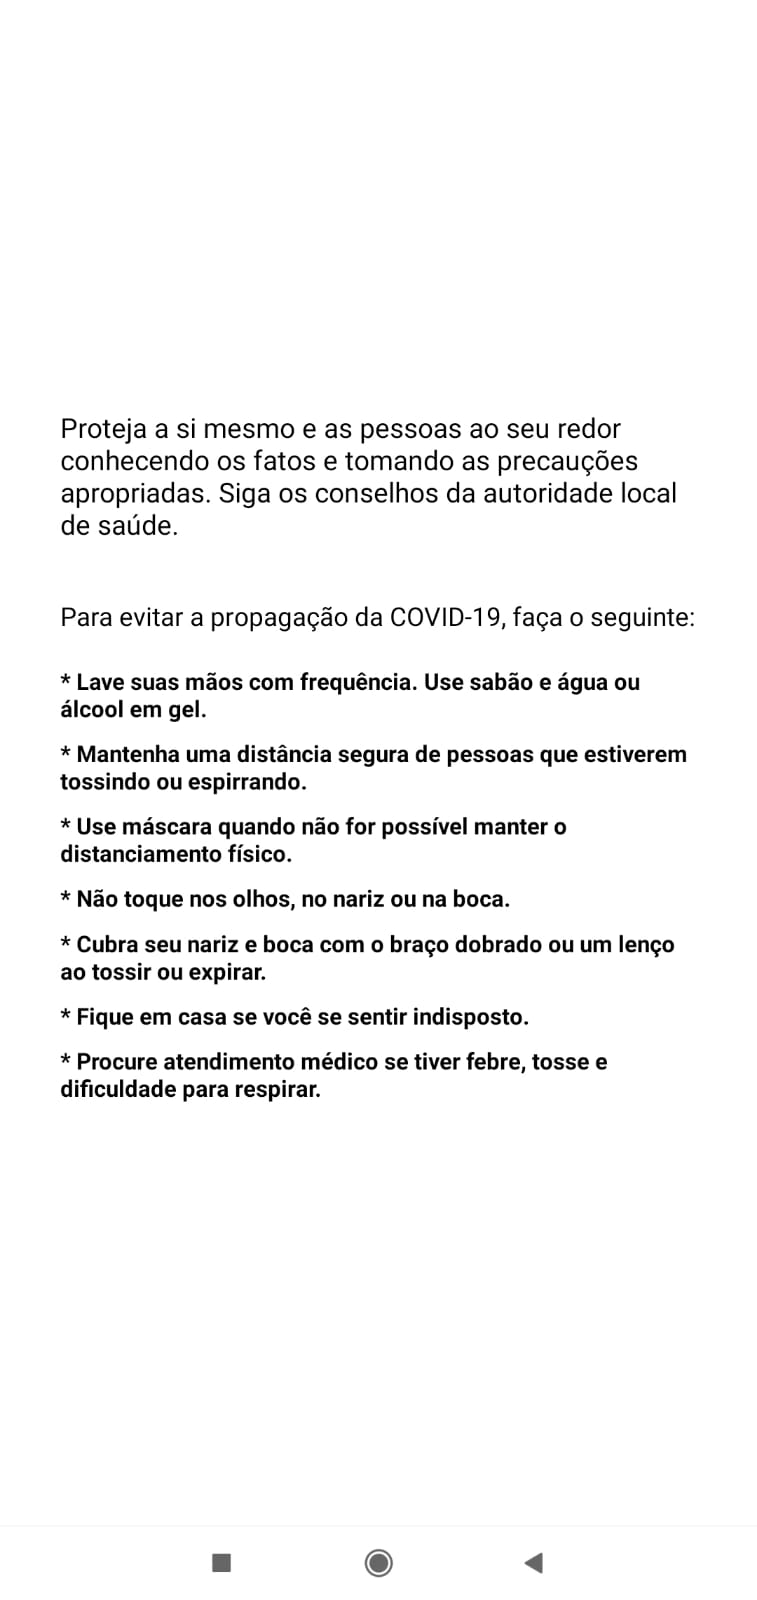 Proteja a si mesmo e as pessoas ao seu redor
conhecendo os fatos e tomando as precauções
apropriadas. Siga os conselhos da autoridade local
de saúde.
Para evitar a propagação da COVID-19, faça o seguinte:
* Lave suas mãos com frequência. Use sabão e água ou
álcool em gel.
* Mantenha uma distância segura de pessoas que estiverem
tossindo ou espirrando.
* Use máscara quando não for possível manter o
distanciamento físico.
* Não toque nos olhos, no nariz ou na boca.
* Cubra seu nariz e boca com o braço dobrado ou um lenço
ao tossir ou expirar.
* Fique em casa se você se sentir indisposto.
* Procure atendimento médico se tiver febre, tosse e
dificuldade para respirar.